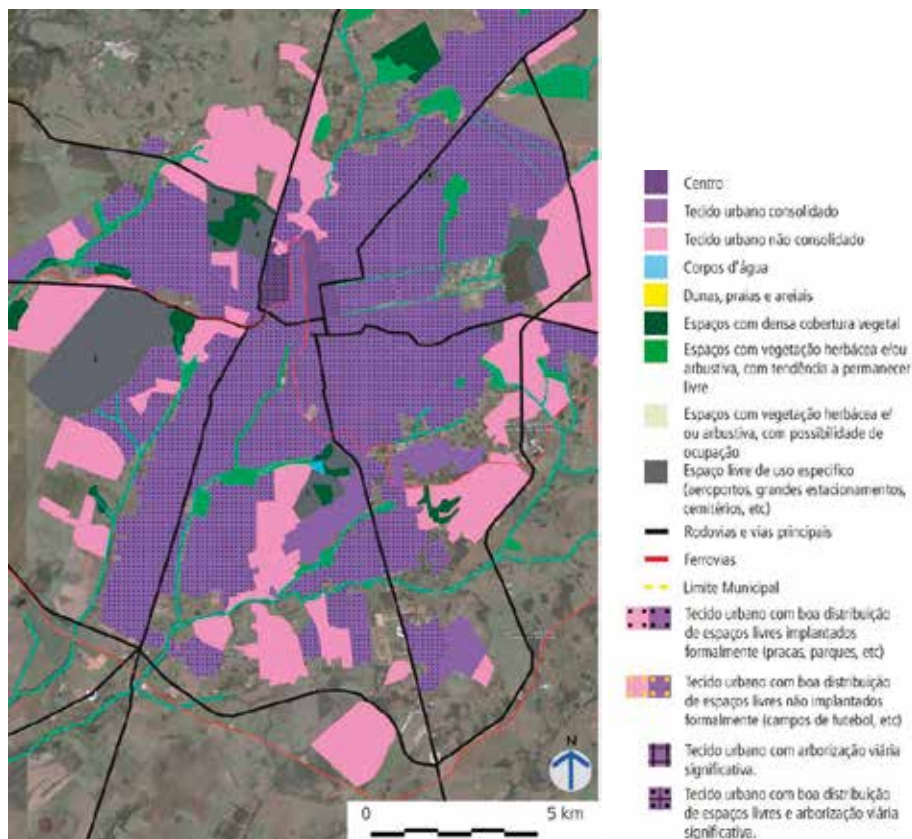 Centro
Tecido urbano consolidado
Tecido urbano não consolidado
Corpos d'água
Dunas, praias e areiais
Espaços com densa cobertura vegetal
Espaços com vegetação herbácea e/ou
arbustiva, com tendência a permanecer
livre
Espaços com vegetação herbácea e/
ou arbustiva, com possibilidade de
ocupação
Espaço livre de uso específico
(aeroportos, grandes estacionamentos,
cemitérios, etc)
Rodovias e vias principais
Ferrovias
Limite Municipal
Tecido urbano com boa distribuição
de espaços livres implantados
formalmente (pracas, parques, etc)
Tecido urbano com boa distribuição
de espaços livres não implantados
formalmente (campos de futebol, etc)
Tecido urbano com arborização viária
significativa.
Tecido urbano com boa distribuição
de espaços livres e arborização viária
significativa.
N
0 5 km